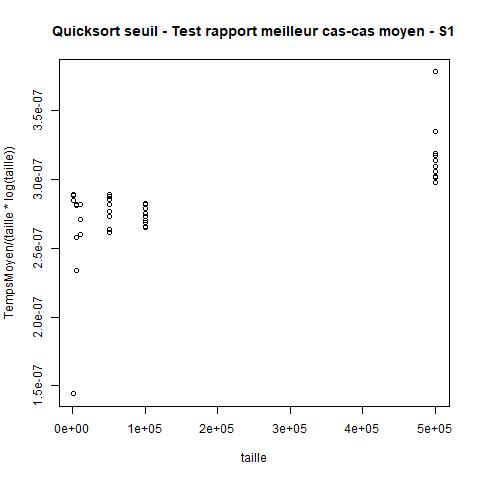 Quicksort seuil - Test rapport meilleur cas-cas moyen - S1
TempsMoyen/(taille * log(taille))
3.5e-07
3.0e-07
2.5e-07
2.0e-07
1.5e-07
0e+00 1e+05 2e+05 3e+05 4e+05 5e+05
taille